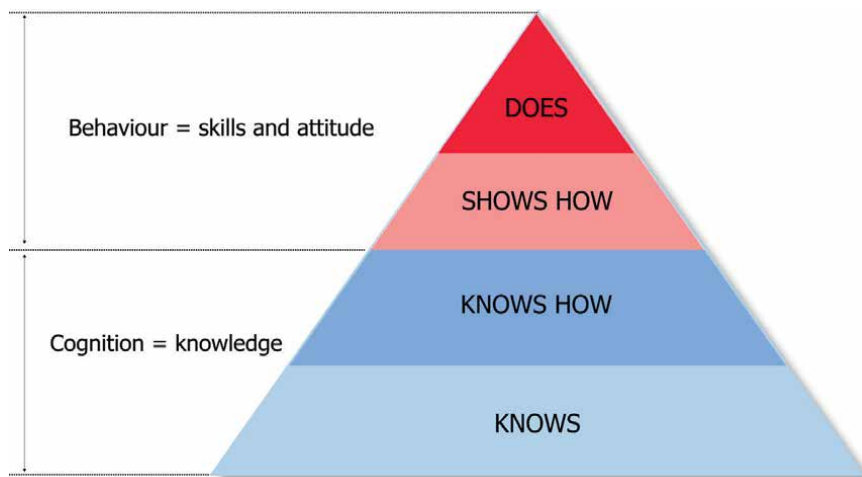 DOES
Behaviour = skills and attitude
SHOWS HOW
KNOWS HOW
Cognition = knowledge
KNOWS